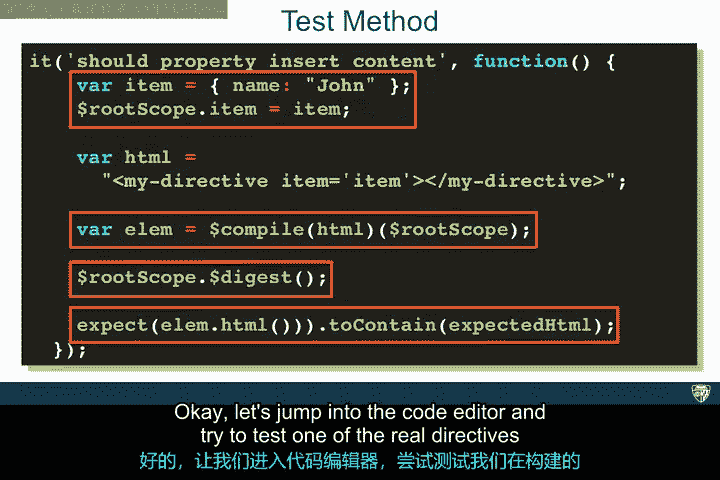 Test Method
it('should property insert content', function() {
var item = { name: "John" };
$rootScope.item = item;
var html =
"<my-directive item='item'></my-directive>";
var elem = $compile(html)($rootScope);
$rootScope.$digest();
expect(elem.html())).toContain(expectedHtml);
});
Okay, let's jump into the code editor and
try to test one of the real directives
好的，让我们进入代码编辑器，尝试测试我们在构建的